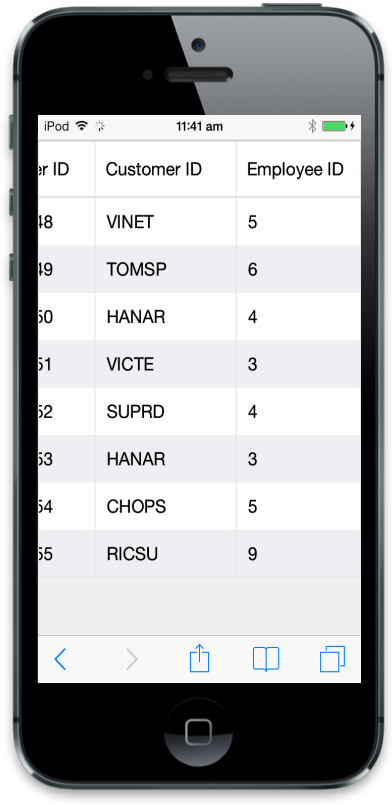 iPod 11:41 am
er ID Customer ID Employee ID
48 VINET 5
49 TOMSP 6
50 HANAR 4
51 VICTE 3
52 SUPRD 4
53 HANAR 3
54 CHOPS 5
55 RICSU 9